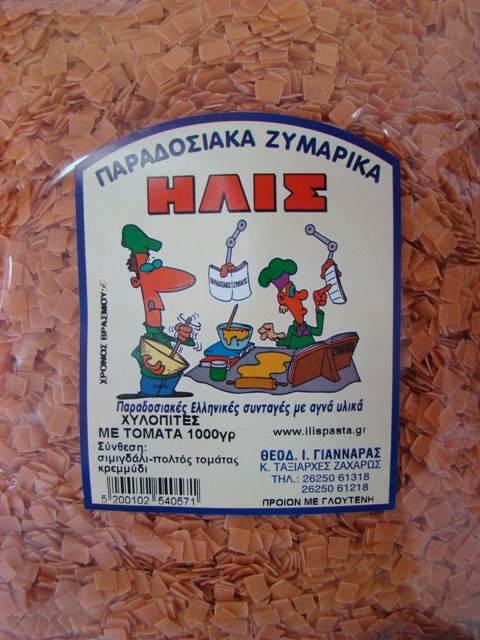 ΠΑΡΑΔΟΣΙΑΚΑ ΖΥΜΑΡΙΚΑ
ΗΛΙΣ
ΠΑΡΑΔΟΣΙΑΚΕΣ ΣΥΝΤΑΓΕΣ
ΧΡΟΝΟΣ ΒΡΑΣΜΟΥ
Παραδοσιακές Ελληνικές συνταγές με αγνά υλικά
ΧΥΛΟΠΙΤΕΣ
ΜΕ ΤΟΜΑΤΑ 1000γρ
www.ilispasta.gr
Σύνθεση:
σιμιγδάλι-πολτός τομάτας
κρεμμύδι
ΘΕΟΔ. Ι. ΓΙΑΝΝΑΡΑΣ
Κ. ΤΑΞΙΑΡΧΕΣ ΖΑΧΑΡΩΣ
ΤΗΛ.: 26250 61318
26250 61218
5 200102 540571
ΠΡΟΙΟΝ ΜΕ ΓΛΟΥΤΕΝΗ